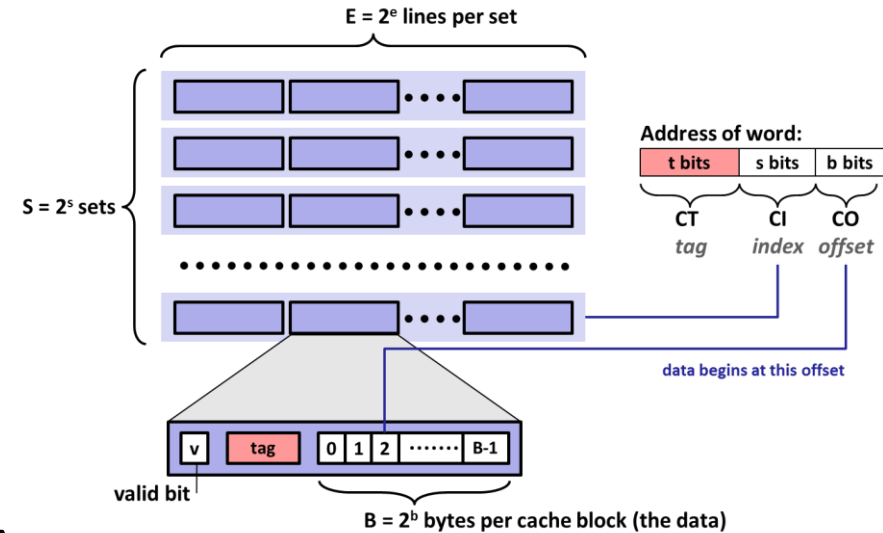 E = 2ᵉ lines per set
S = 2ˢ sets
Address of word:
t bits s bits b bits
CT CI CO
tag index offset
data begins at this offset
v tag 0 1 2 ······· B-1
valid bit
B = 2ᵇ bytes per cache block (the data)